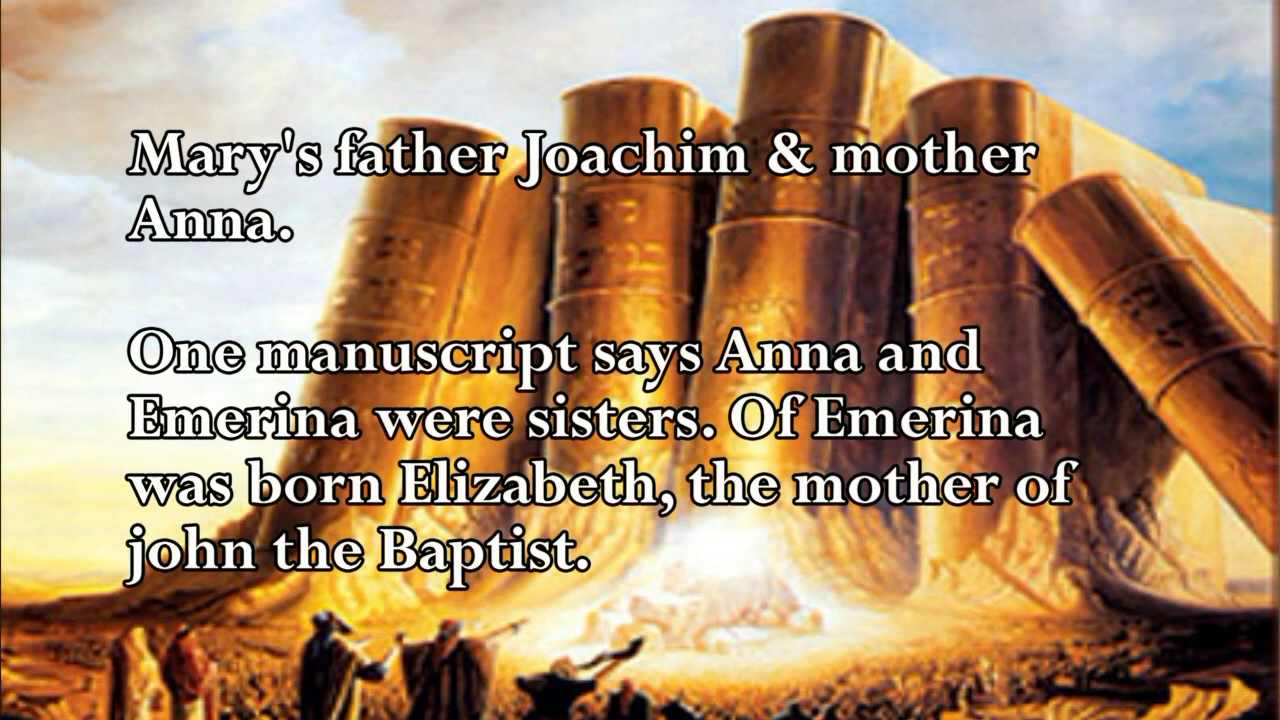 Mary's father Joachim & mother
Anna.
One manuscript says Anna and
Emerina were sisters. Of Emerina
was born Elizabeth, the mother of
john the Baptist.